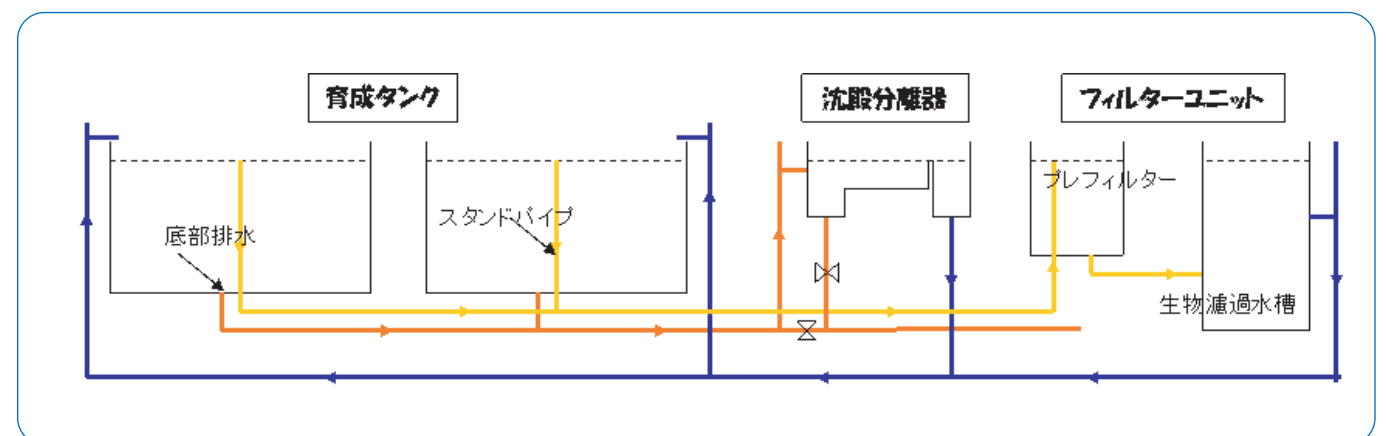 育成タンク
沈殿分離器
フィルターユニット
プレフィルター
スタンドパイプ
底部排水
生物濾過水槽